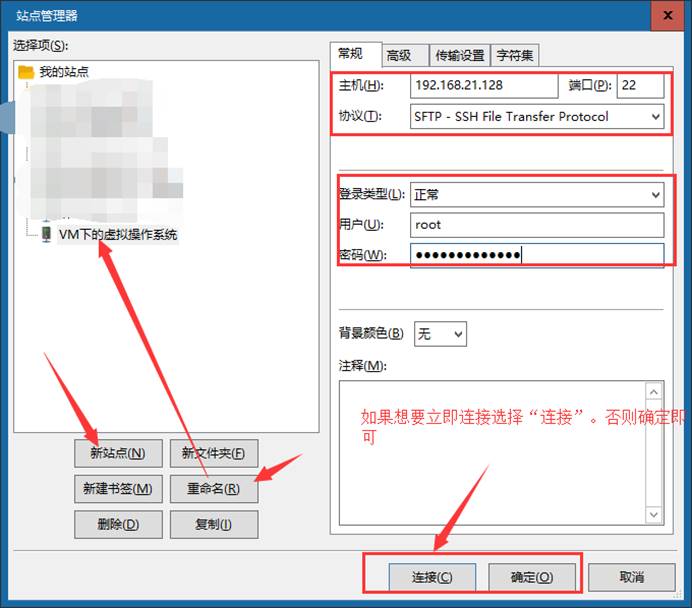 站点管理器
x
选择项(S):
我的站点
VM下的虚拟操作系统
新站点(N)
新文件夹(F)
新建书签(M)
重命名(R)
删除(D)
复制(I)
常规
高级
传输设置
字符集
主机(H): 192.168.21.128 端口(P): 22
协议(T): SFTP - SSH File Transfer Protocol
登录类型(L): 正常
用户(U): root
密码(W): ●●●●●●●●●●●●●
背景颜色(B) 无
注释(M):
如果想要立即连接选择“连接”。否则确定即
可
连接(C)
确定(O)
取消